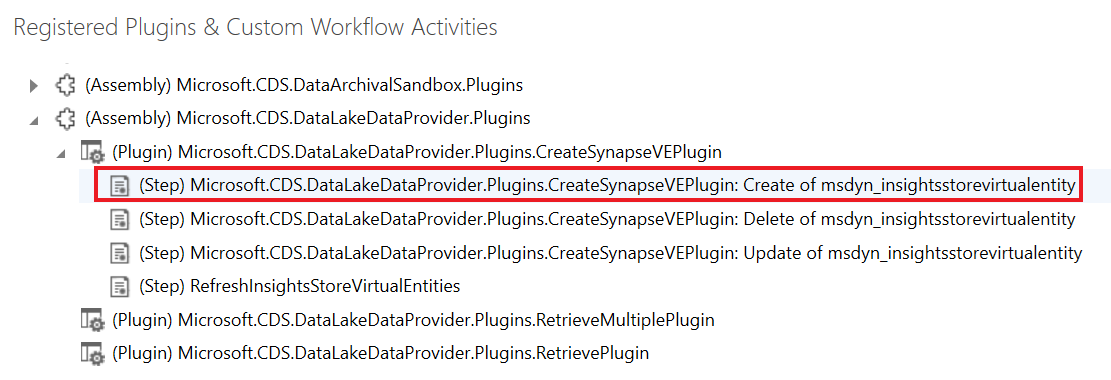 Registered Plugins & Custom Workflow Activities
(Assembly) Microsoft.CDS.DataArchivalSandbox.Plugins
(Assembly) Microsoft.CDS.DataLakeDataProvider.Plugins
(Plugin) Microsoft.CDS.DataLakeDataProvider.Plugins.CreateSynapseVEPlugin
(Step) Microsoft.CDS.DataLakeDataProvider.Plugins.CreateSynapseVEPlugin: Create of msdyn_insightsstorevirtualentity
(Step) Microsoft.CDS.DataLakeDataProvider.Plugins.CreateSynapseVEPlugin: Delete of msdyn_insightsstorevirtualentity
(Step) Microsoft.CDS.DataLakeDataProvider.Plugins.CreateSynapseVEPlugin: Update of msdyn_insightsstorevirtualentity
(Step) RefreshInsightsStoreVirtualEntities
(Plugin) Microsoft.CDS.DataLakeDataProvider.Plugins.RetrieveMultiplePlugin
(Plugin) Microsoft.CDS.DataLakeDataProvider.Plugins.RetrievePlugin